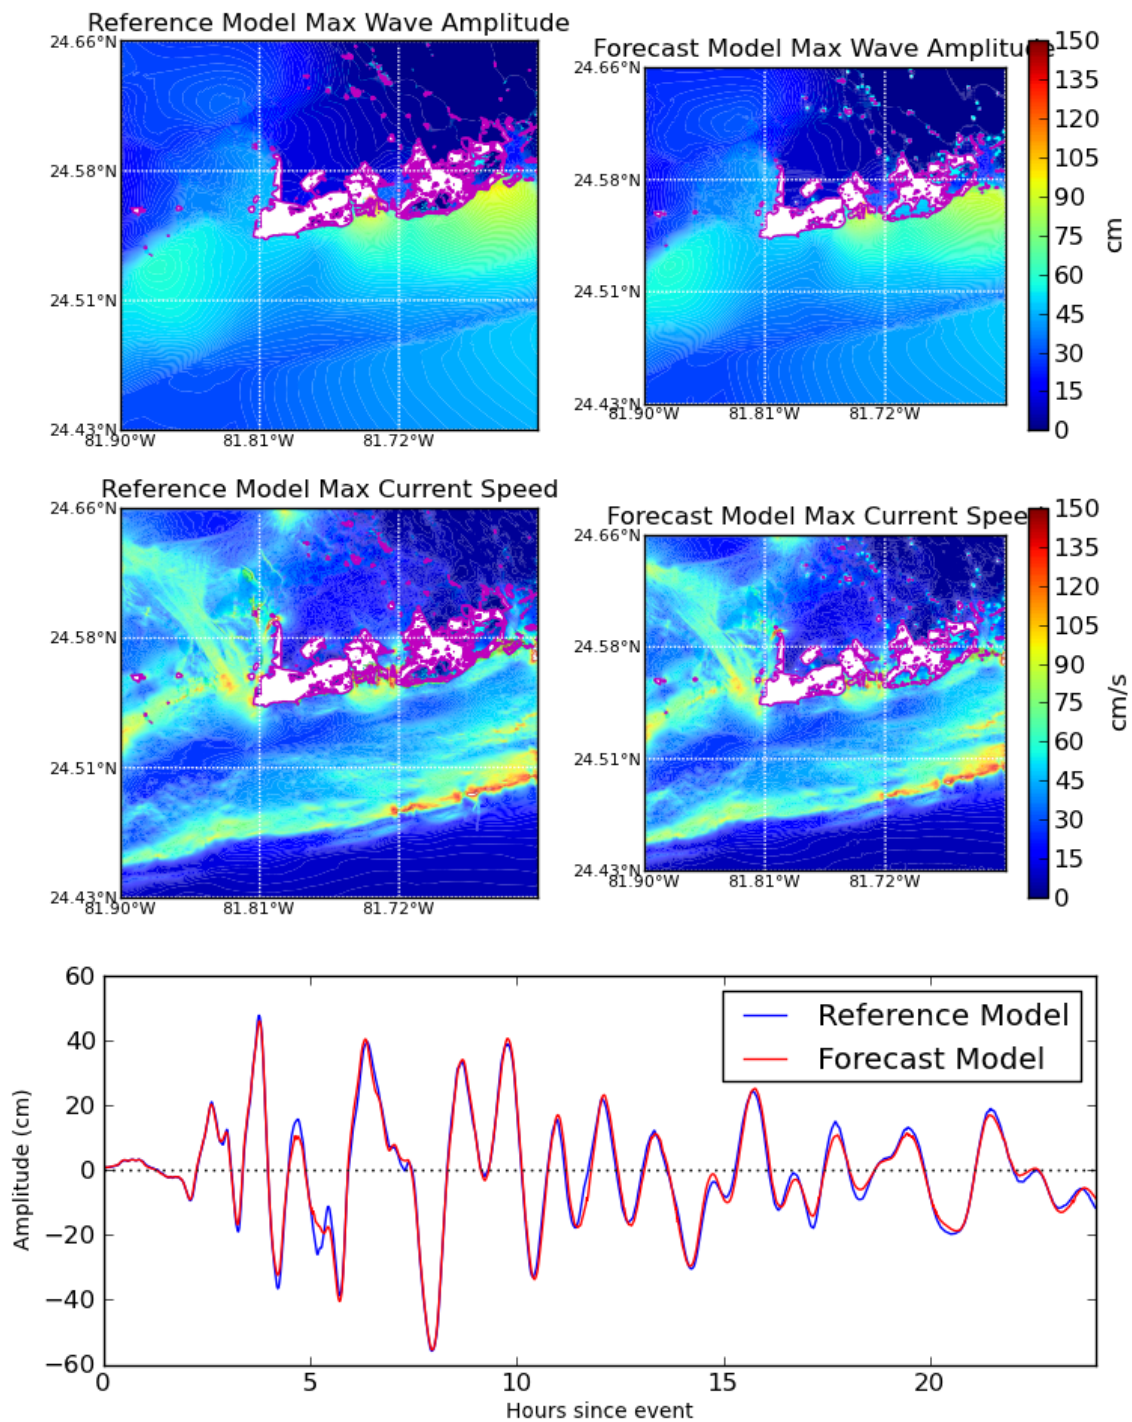 Reference Model Max Wave Amplitude
24.66°N
24.58°N
24.51°N
24.43°N
81.90°W 81.81°W 81.72°W
Forecast Model Max Wave Amplitude
24.66°N
24.58°N
24.51°N
24.43°N
81.90°W 81.81°W 81.72°W
150
135
120
105
90
75
60
45
30
15
0
cm
Reference Model Max Current Speed
24.66°N
24.58°N
24.51°N
24.43°N
81.90°W 81.81°W 81.72°W
Forecast Model Max Current Speed
24.66°N
24.58°N
24.51°N
24.43°N
81.90°W 81.81°W 81.72°W
150
135
120
105
90
75
60
45
30
15
0
cm/s
60
40
20
0
−20
−40
−60
Amplitude (cm)
Reference Model
Forecast Model
0 5 10 15 20
Hours since event